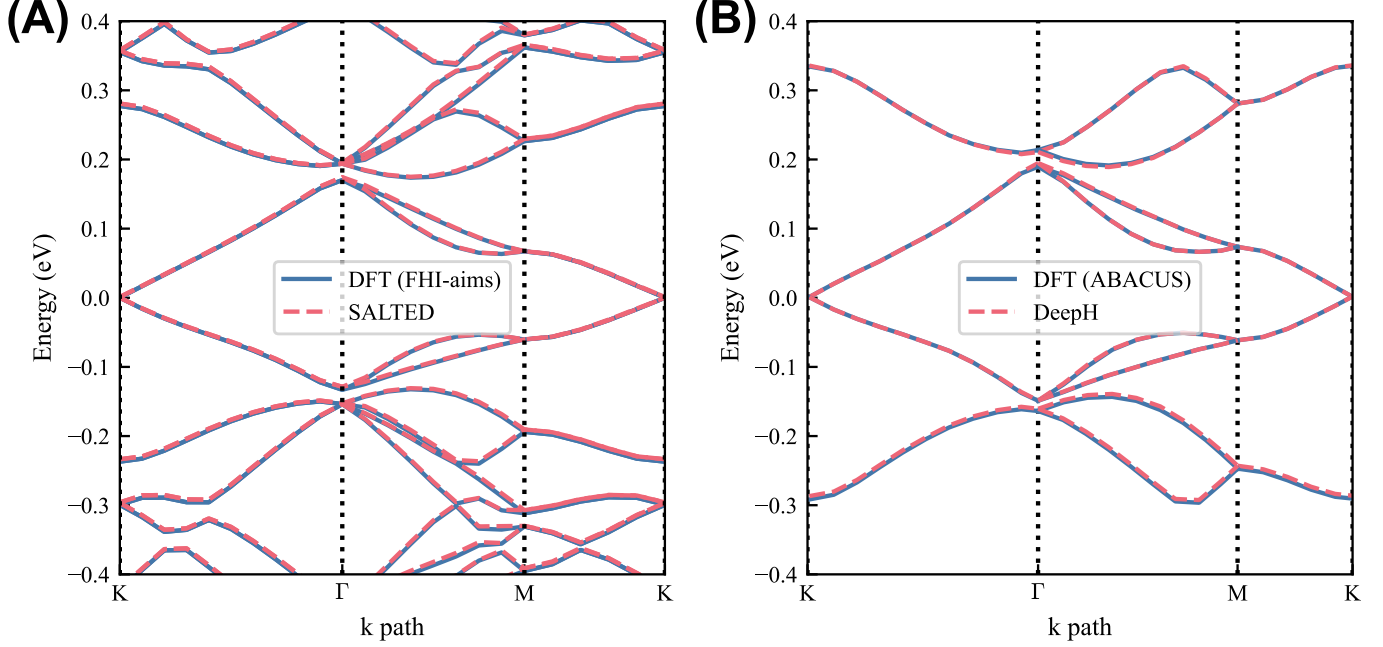 (A)
0.4
0.3
0.2
0.1
0.0
−0.1
−0.2
−0.3
−0.4
Energy (eV)
DFT (FHI-aims)
SALTED
K
Γ
M
K
k path
(B)
0.4
0.3
0.2
0.1
0.0
−0.1
−0.2
−0.3
−0.4
Energy (eV)
DFT (ABACUS)
DeepH
K
Γ
M
K
k path